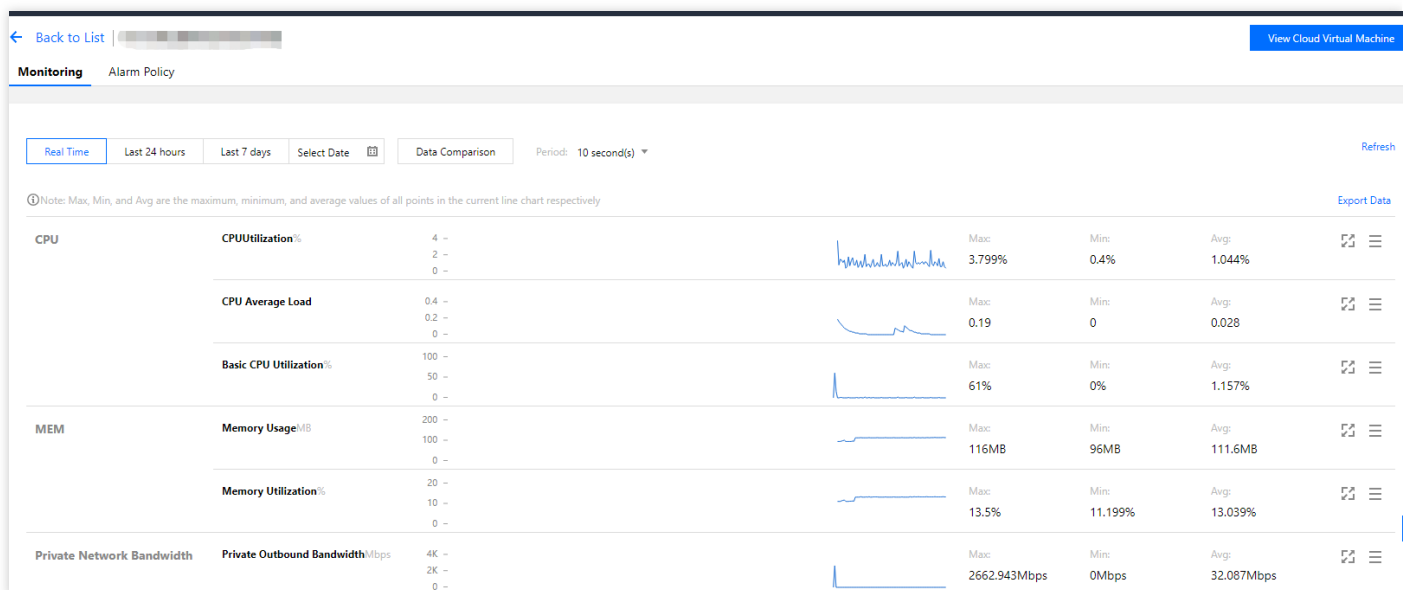 Back to List
View Cloud Virtual Machine
Monitoring Alarm Policy
Real Time Last 24 hours Last 7 days Select Date Data Comparison Period: 10 second(s) Refresh
Note: Max, Min, and Avg are the maximum, minimum, and average values of all points in the current line chart respectively Export Data
CPU CPUUtilization% 4 2 0 Max: Min: Avg:
3.799% 0.4% 1.044%
CPU Average Load 0.4 0.2 0 Max: Min: Avg:
0.19 0 0.028
Basic CPU Utilization% 100 50 0 Max: Min: Avg:
61% 0% 1.157%
MEM Memory UsageMB 200 100 0 Max: Min: Avg:
116MB 96MB 111.6MB
Memory Utilization% 20 10 0 Max: Min: Avg:
13.5% 11.199% 13.039%
Private Network Bandwidth Private Outbound BandwidthMbps 4K 2K 0 Max: Min: Avg:
2662.943Mbps 0Mbps 32.087Mbps